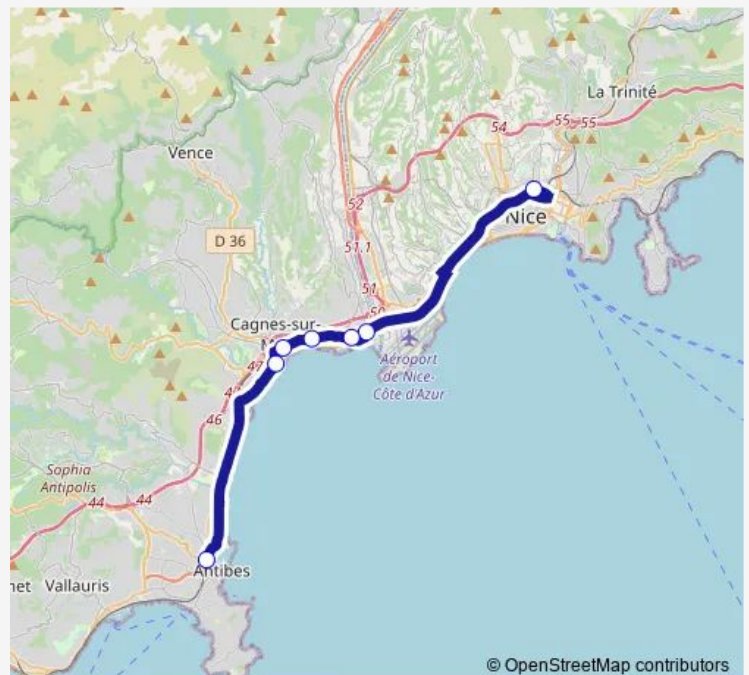 La Trinité
55
55
54
Vence
52
Nice
D 36
51.1
51
50
Cagnes-sur-
Aéroport
de Nice-
Côte d'Azur
47
46
Sophia
Antipolis
44
44
Antibes
Vallauris
© OpenStreetMap contributors